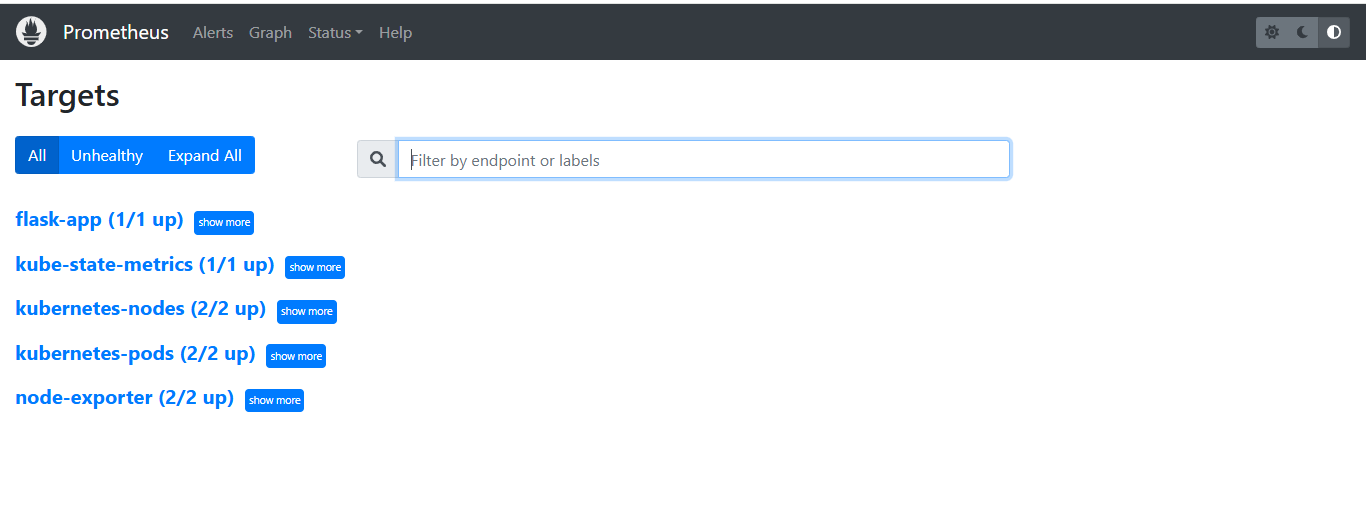 Prometheus Alerts Graph Status Help
Targets
All Unhealthy Expand All Filter by endpoint or labels
flask-app (1/1 up) show more
kube-state-metrics (1/1 up) show more
kubernetes-nodes (2/2 up) show more
kubernetes-pods (2/2 up) show more
node-exporter (2/2 up) show more